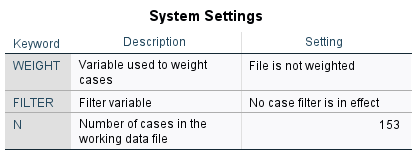 System Settings
Keyword Description Setting
WEIGHT Variable used to weight File is not weighted
cases
FILTER Filter variable No case filter is in effect
N Number of cases in the 153
working data file